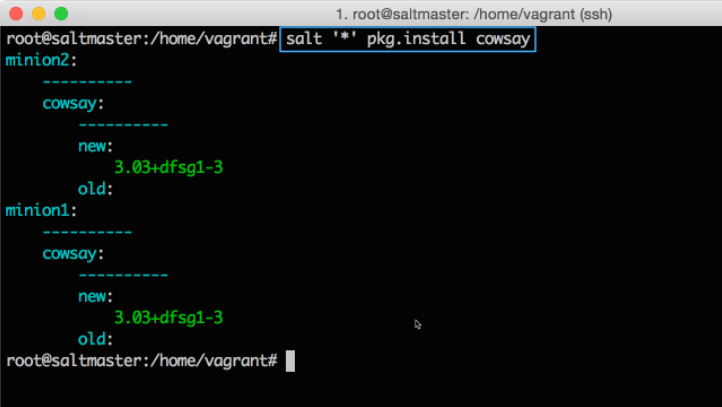 1. root@saltmaster: /home/vagrant (ssh)
root@saltmaster:/home/vagrant# salt '*' pkg.install cowsay
minion2:
    ----------
    cowsay:
        ----------
        new:
            3.03+dfsg1-3
        old:
minion1:
    ----------
    cowsay:
        ----------
        new:
            3.03+dfsg1-3
        old:
root@saltmaster:/home/vagrant#